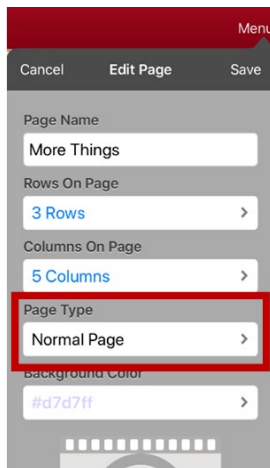 Menu
Cancel Edit Page Save
Page Name
More Things
Rows On Page
3 Rows
Columns On Page
5 Columns
Page Type
Normal Page
Background Color
#d7d7ff